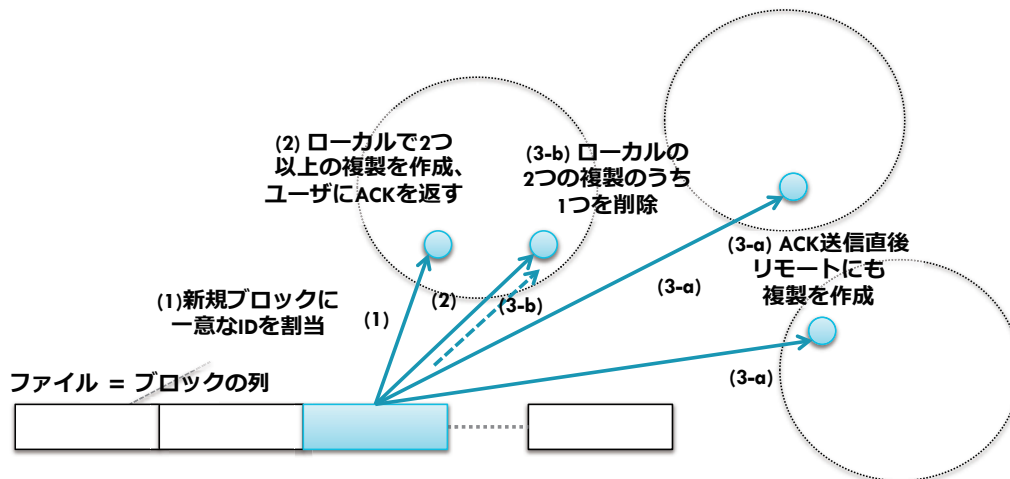 (2) ローカルで2つ
以上の複製を作成、
ユーザにACKを返す
(3-b) ローカルの
2つの複製のうち
1つを削除
(3-a) ACK送信直後
リモートにも
複製を作成
(1)新規ブロックに
一意なIDを割当
(1)
(2)
(3-b)
(3-a)
(3-a)
ファイル = ブロックの列